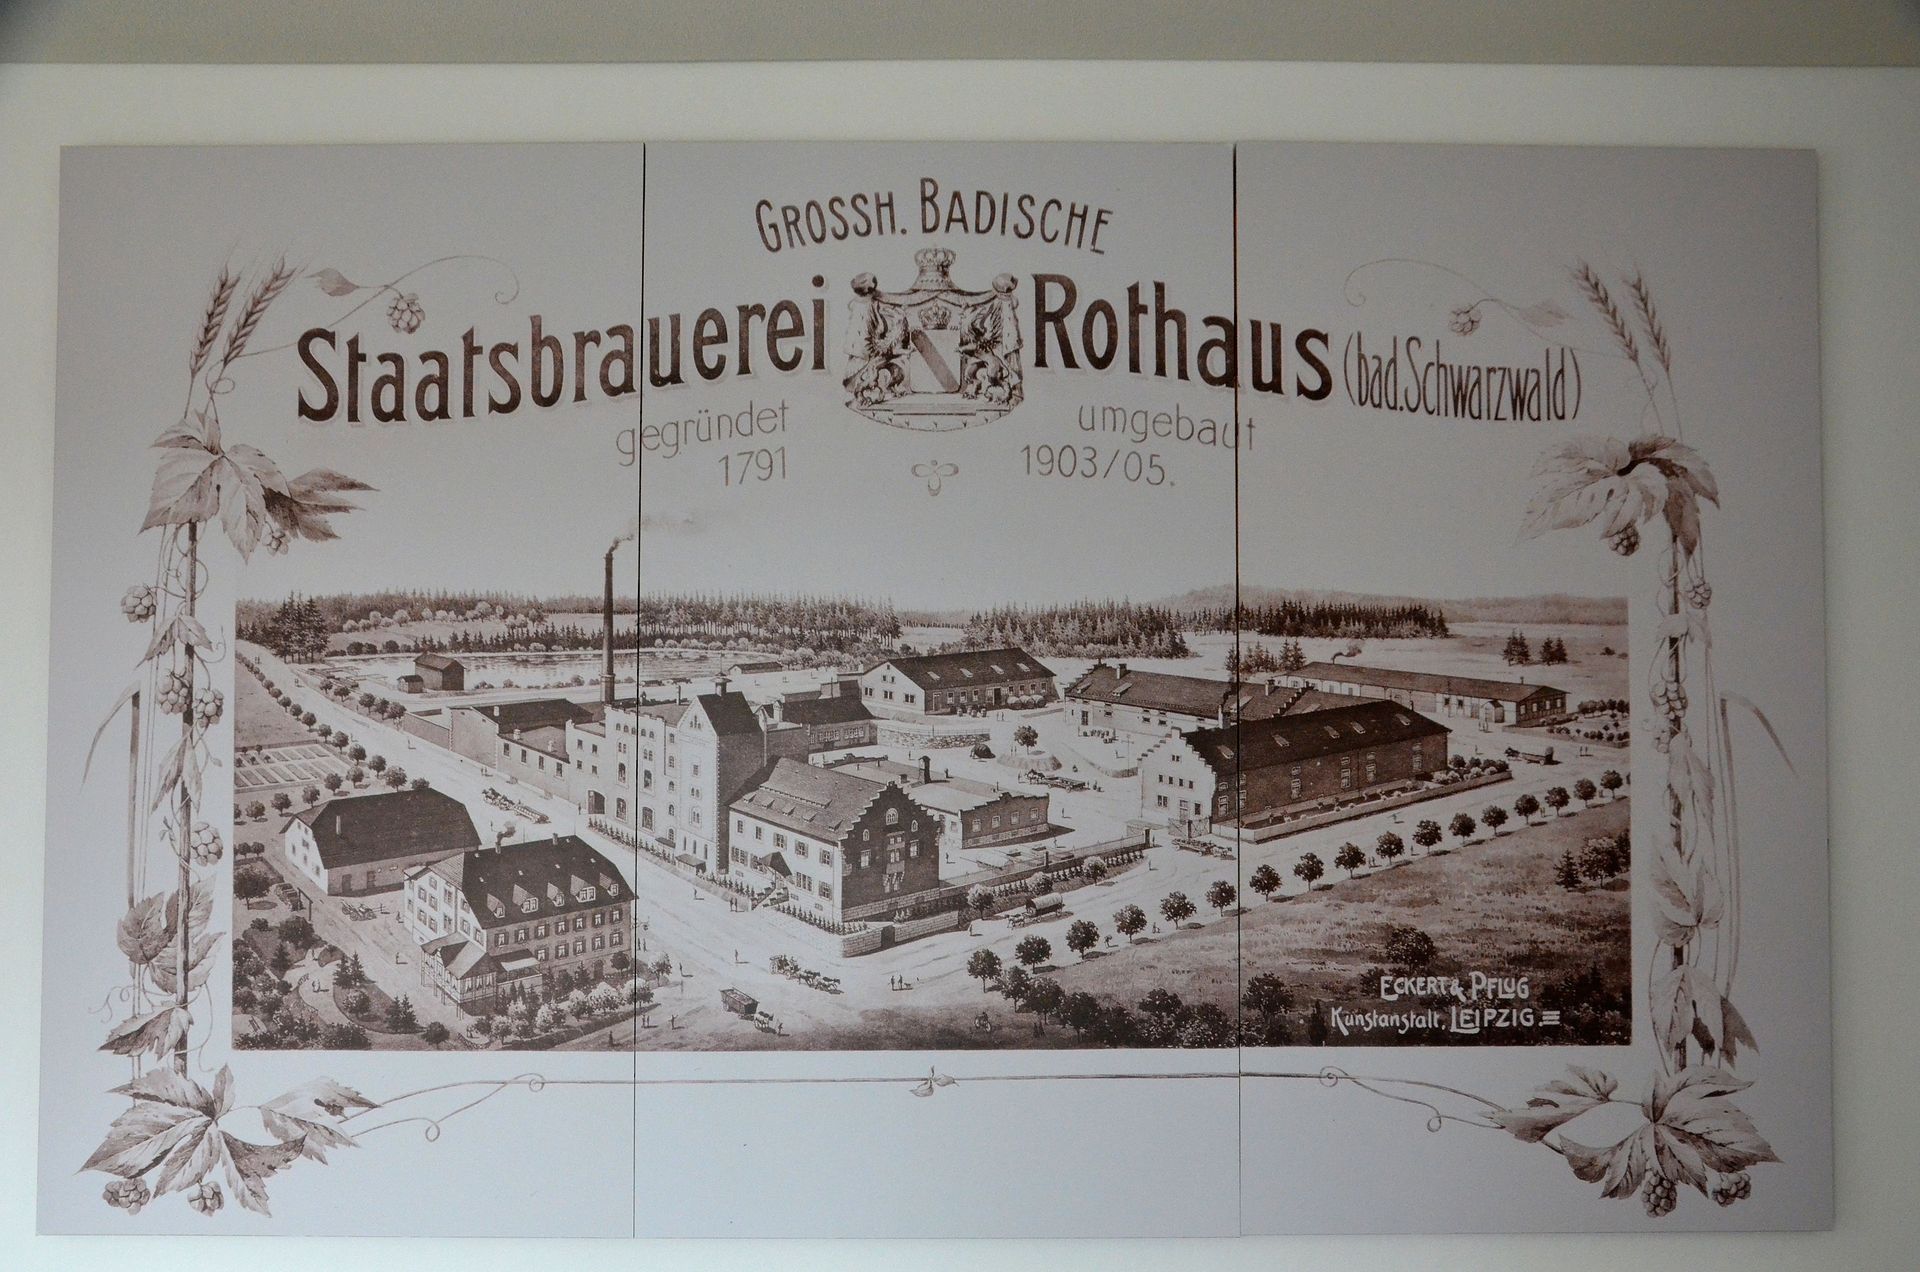 GROSSH. BADISCHE
Staatsbrauerei Rothaus (bad. Schwarzwald)
gegründet umgebaut
1791 1903/05.
ECKERT & PFLUG
Kunstanstalt, LEIPZIG